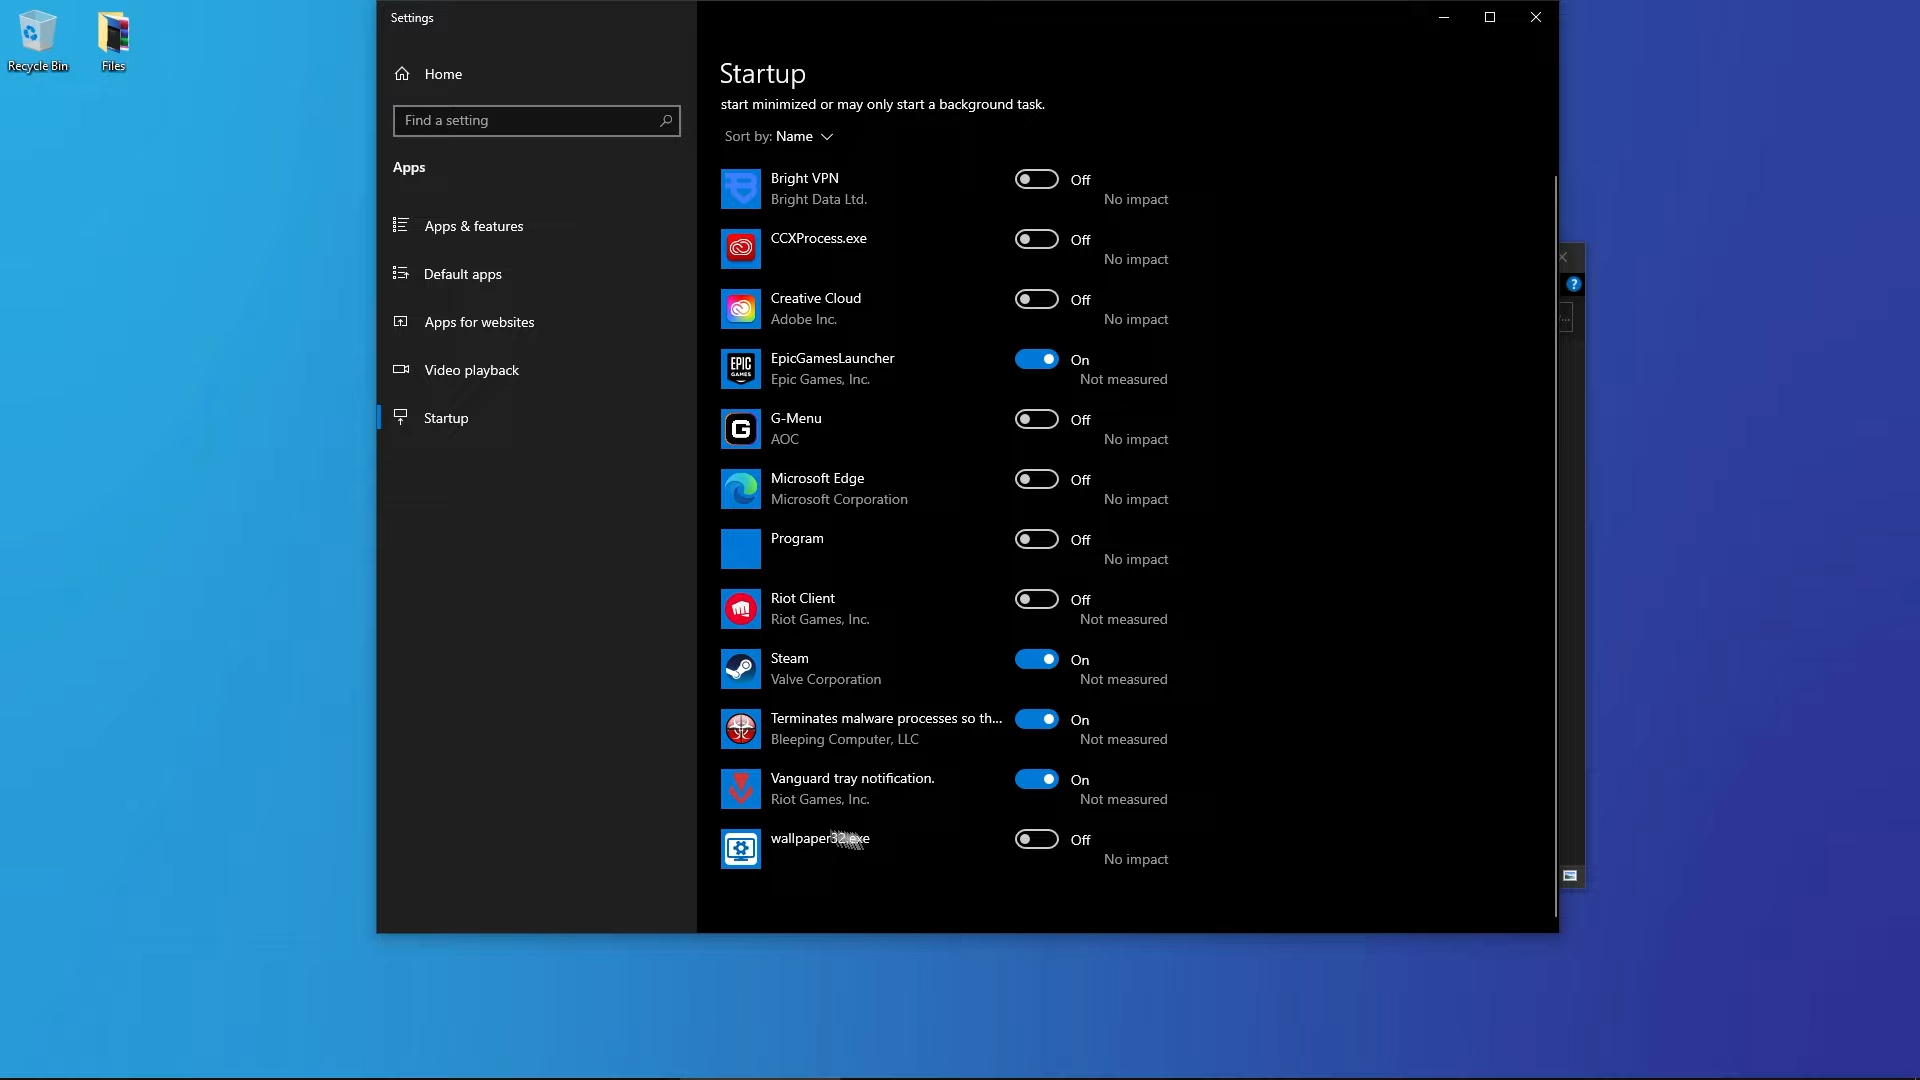 Recycle Bin
Files
Settings
Home
Find a setting
Apps
Apps & features
Default apps
Apps for websites
Video playback
Startup
Startup
start minimized or may only start a background task.
Sort by: Name
Bright VPN
Bright Data Ltd.
Off
No impact
CCXProcess.exe
Off
No impact
Creative Cloud
Adobe Inc.
Off
No impact
EPIC
GAMES
EpicGamesLauncher
Epic Games, Inc.
On
Not measured
G
G-Menu
AOC
Off
No impact
Microsoft Edge
Microsoft Corporation
Off
No impact
Program
Off
No impact
Riot Client
Riot Games, Inc.
Off
Not measured
Steam
Valve Corporation
On
Not measured
Terminates malware processes so th...
Bleeping Computer, LLC
On
Not measured
Vanguard tray notification.
Riot Games, Inc.
On
Not measured
wallpaper32.exe
Off
No impact
?